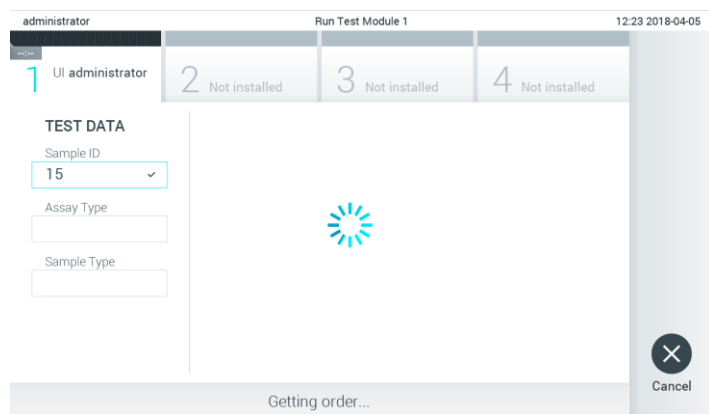 administrator Run Test Module 1 12:23 2018-04-05
--:--
1 UI administrator 2 Not installed 3 Not installed 4 Not installed
TEST DATA
Sample ID
15
Assay Type
Sample Type
Cancel
Getting order...